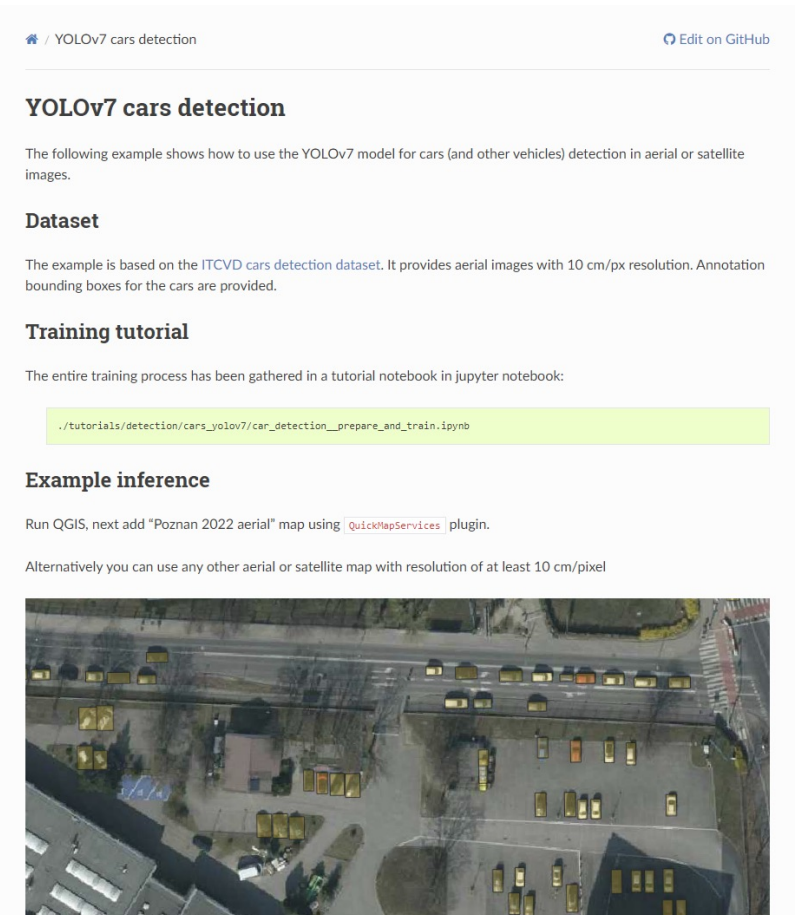 / YOLOv7 cars detection
Edit on GitHub
YOLOv7 cars detection
The following example shows how to use the YOLOv7 model for cars (and other vehicles) detection in aerial or satellite
images.
Dataset
The example is based on the ITCVD cars detection dataset. It provides aerial images with 10 cm/px resolution. Annotation
bounding boxes for the cars are provided.
Training tutorial
The entire training process has been gathered in a tutorial notebook in jupyter notebook:
./tutorials/detection/cars_yolov7/car_detection__prepare_and_train.ipynb
Example inference
Run QGIS, next add “Poznan 2022 aerial” map using QuickMapServices plugin.
Alternatively you can use any other aerial or satellite map with resolution of at least 10 cm/pixel